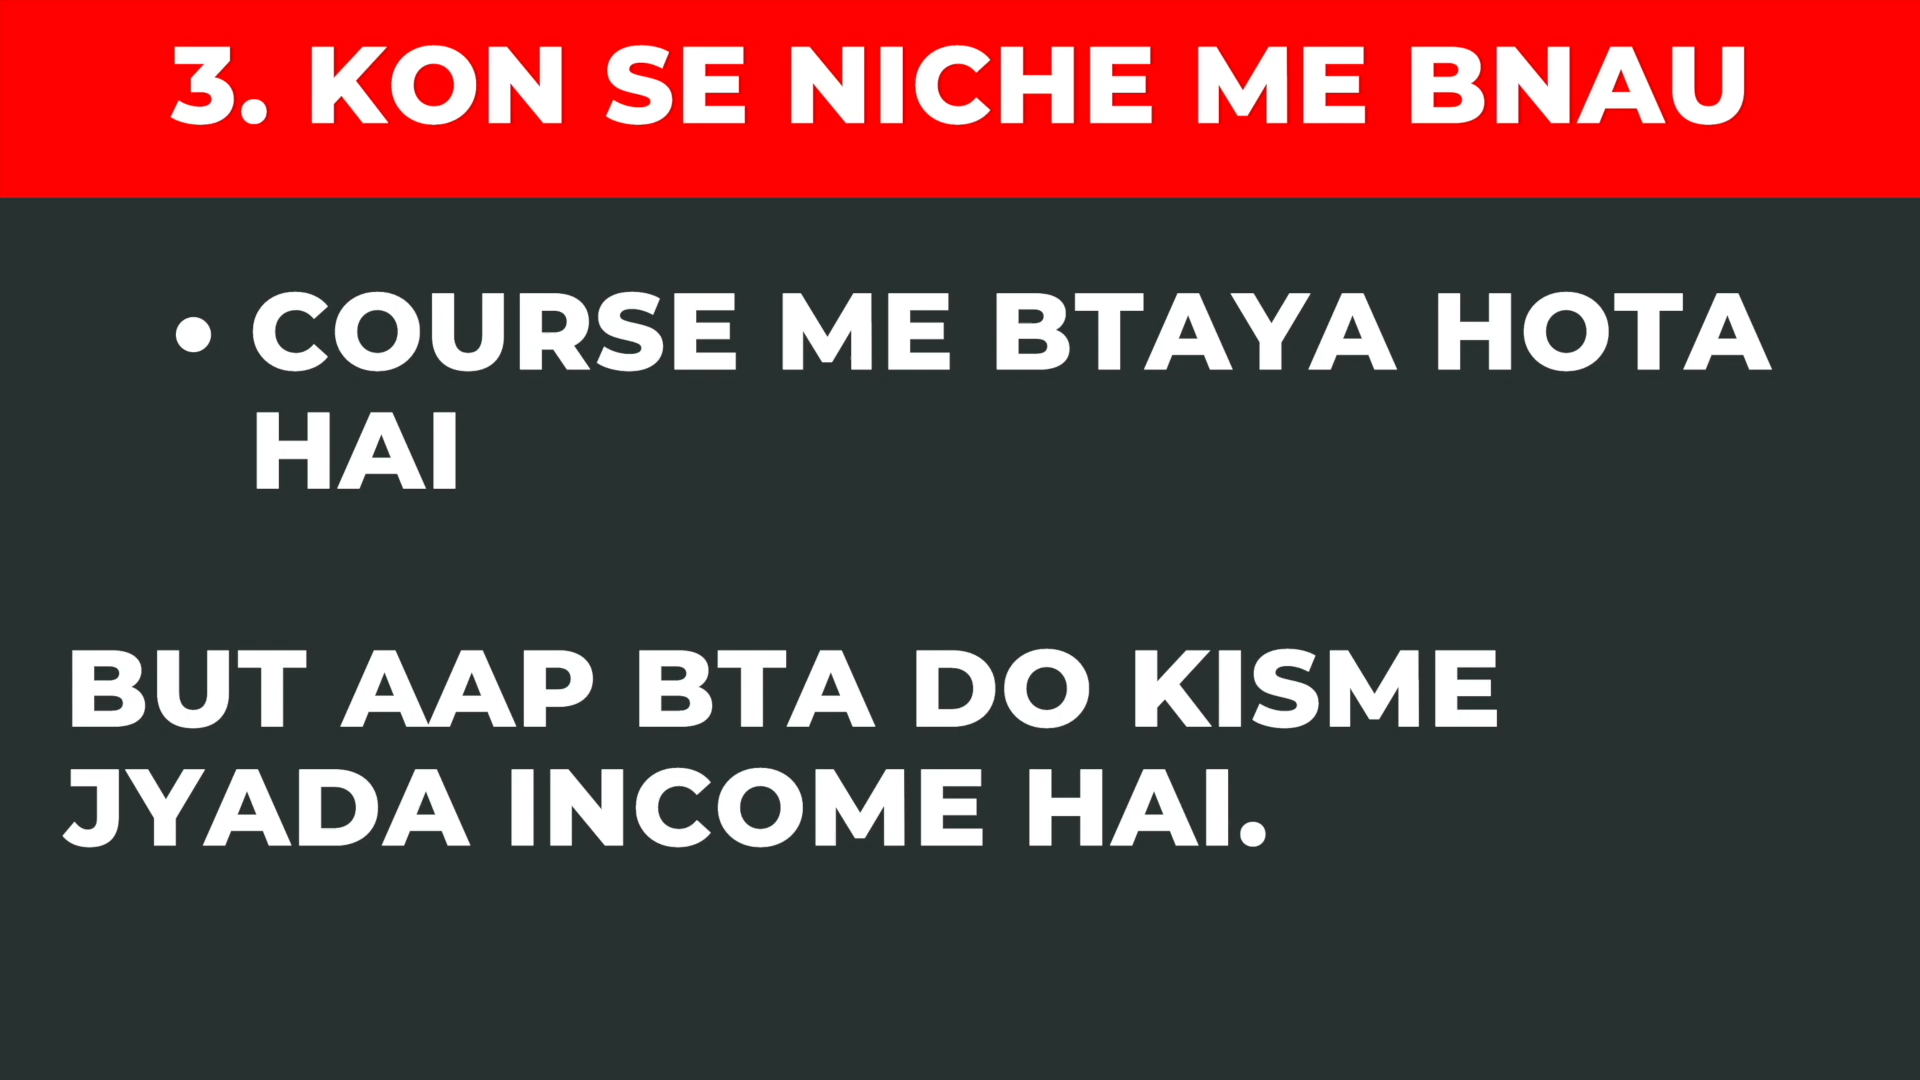 3. KON SE NICHE ME BNAU
• COURSE ME BTAYA HOTA
HAI
BUT AAP BTA DO KISME
JYADA INCOME HAI.